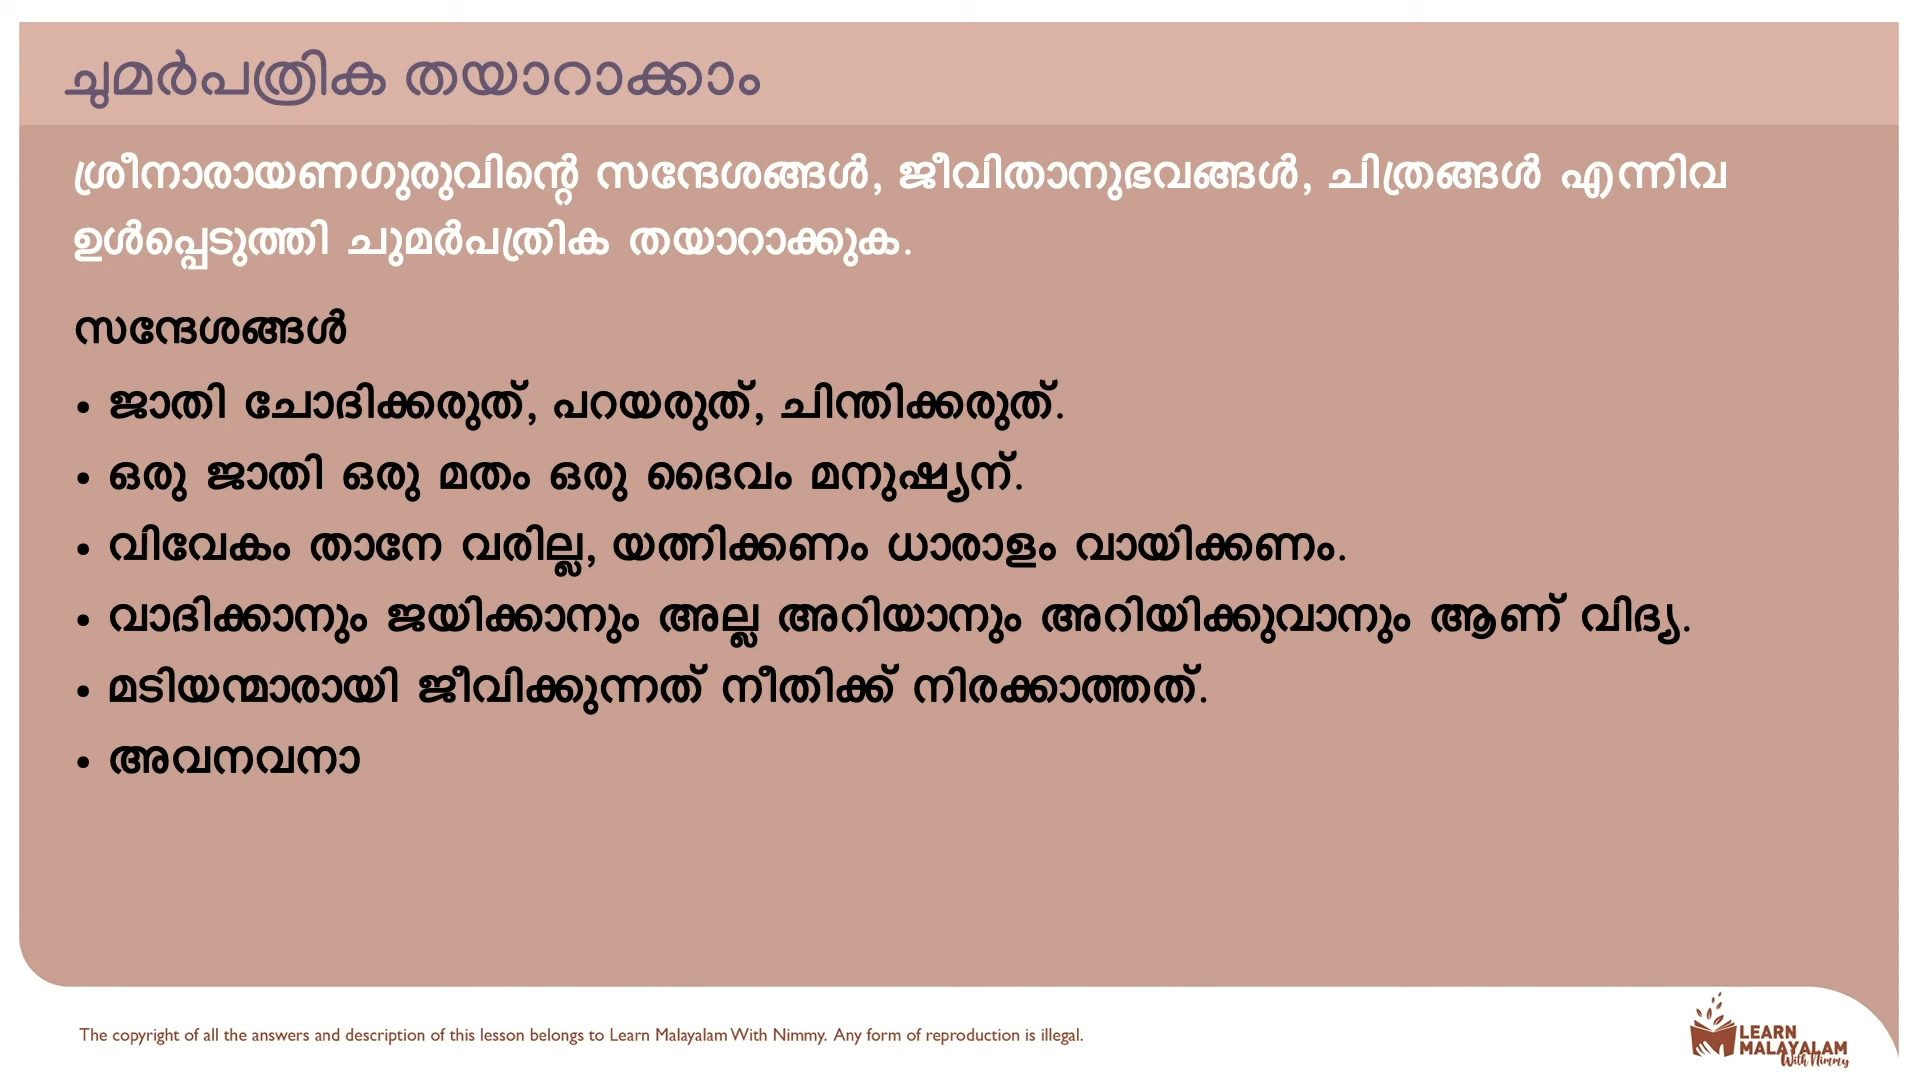 ചുമർപത്രിക തയാറാക്കാം
ശ്രീനാരായണഗുരുവിന്റെ സന്ദേശങ്ങൾ, ജീവിതാനുഭവങ്ങൾ, ചിത്രങ്ങൾ എന്നിവ
ഉൾപ്പെടുത്തി ചുമർപത്രിക തയാറാക്കുക.
സന്ദേശങ്ങൾ
• ജാതി ചോദിക്കരുത്, പറയരുത്, ചിന്തിക്കരുത്.
• ഒരു ജാതി ഒരു മതം ഒരു ദൈവം മനുഷ്യന്.
• വിവേകം താനേ വരില്ല, യത്നിക്കണം ധാരാളം വായിക്കണം.
• വാദിക്കാനും ജയിക്കാനും അല്ല അറിയാനും അറിയിക്കുവാനും ആണ് വിദ്യ.
• മടിയന്മാരായി ജീവിക്കുന്നത് നീതിക്ക് നിരക്കാത്തത്.
• അവനവനാ
The copyright of all the answers and description of this lesson belongs to Learn Malayalam With Nimmy. Any form of reproduction is illegal.
LEARN
MALAYALAM
With Nimmy